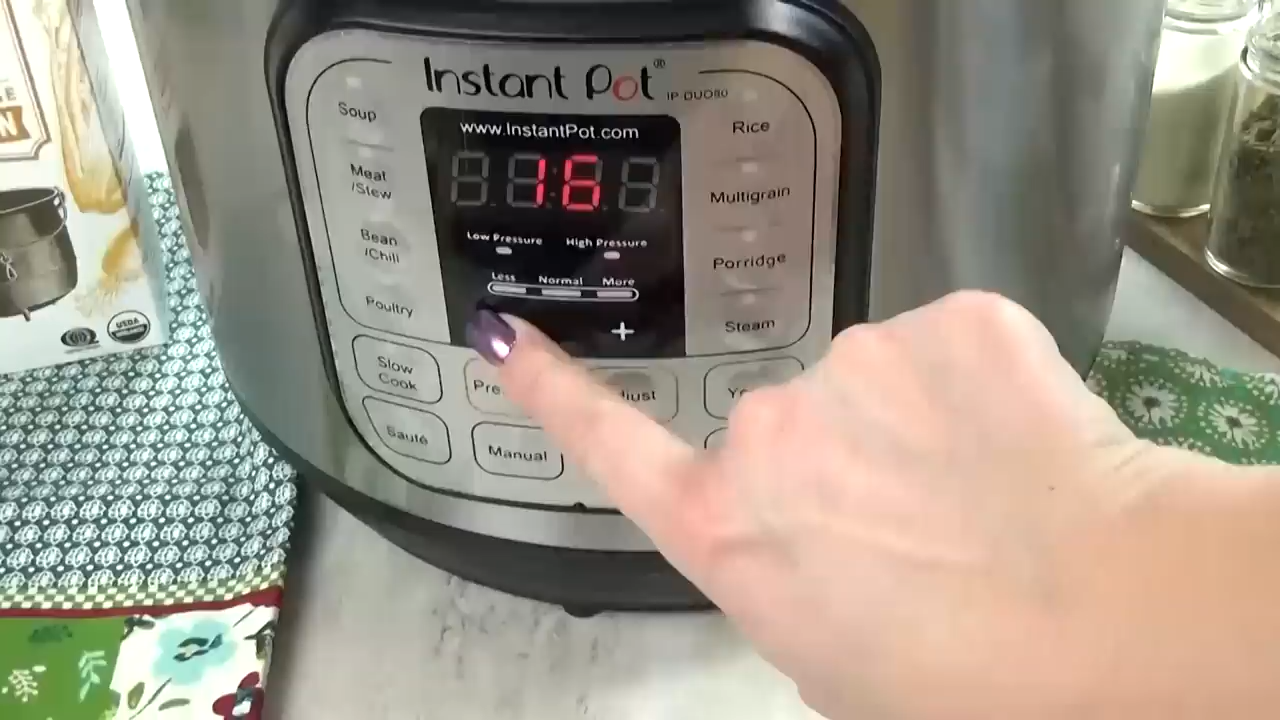 Instant Pot®
IP-DUO80
www.InstantPot.com
16
Low Pressure
High Pressure
Less
Normal
More
+
Soup
Meat
/Stew
Bean
/Chili
Poultry
Rice
Multigrain
Porridge
Steam
Slow
Cook
Sauté
Manual
USDA